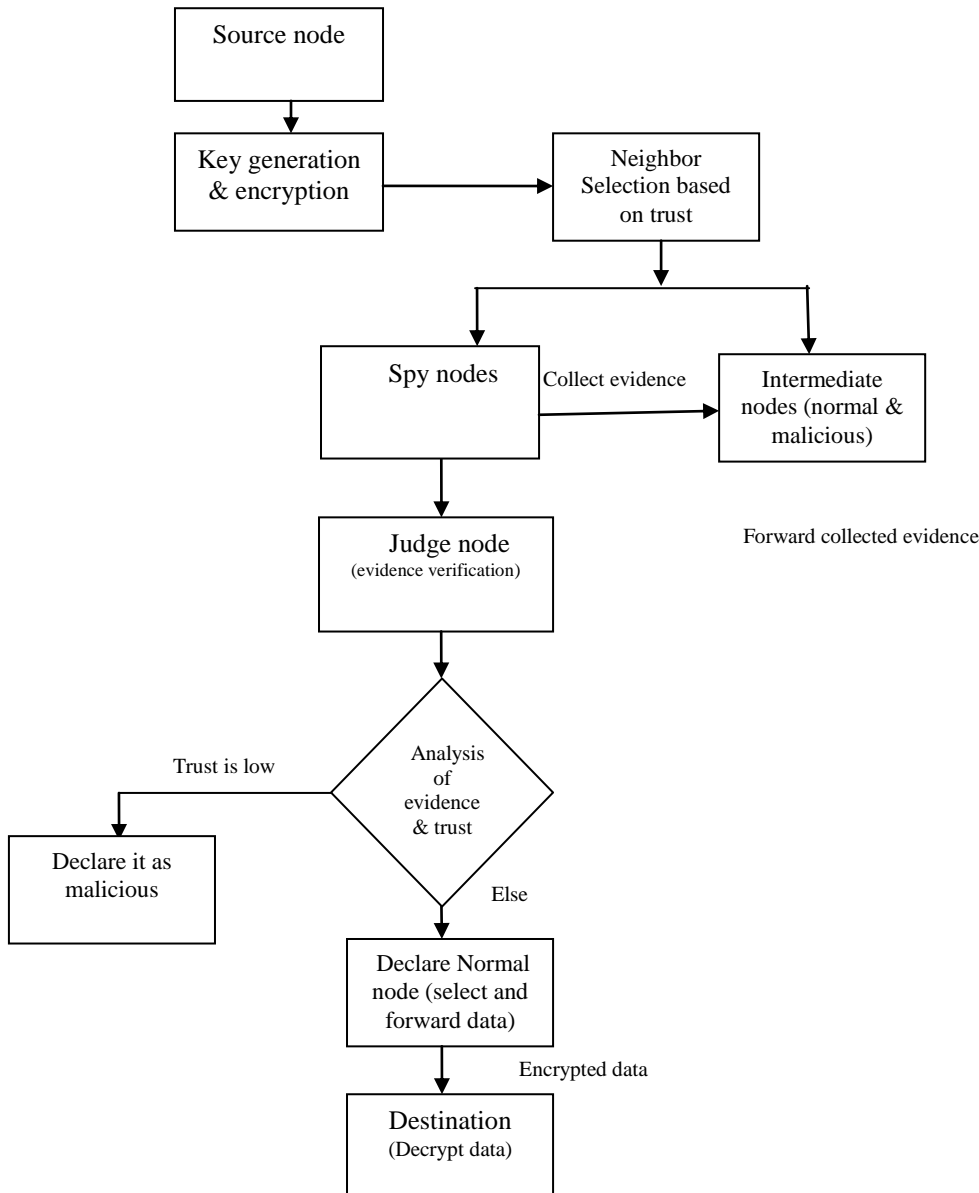 Source node
Key generation
& encryption
Neighbor
Selection based
on trust
Spy nodes
Collect evidence
Intermediate
nodes (normal &
malicious)
Judge node
(evidence verification)
Forward collected evidence
Analysis
of
evidence
& trust
Trust is low
Declare it as
malicious
Else
Declare Normal
node (select and
forward data)
Encrypted data
Destination
(Decrypt data)